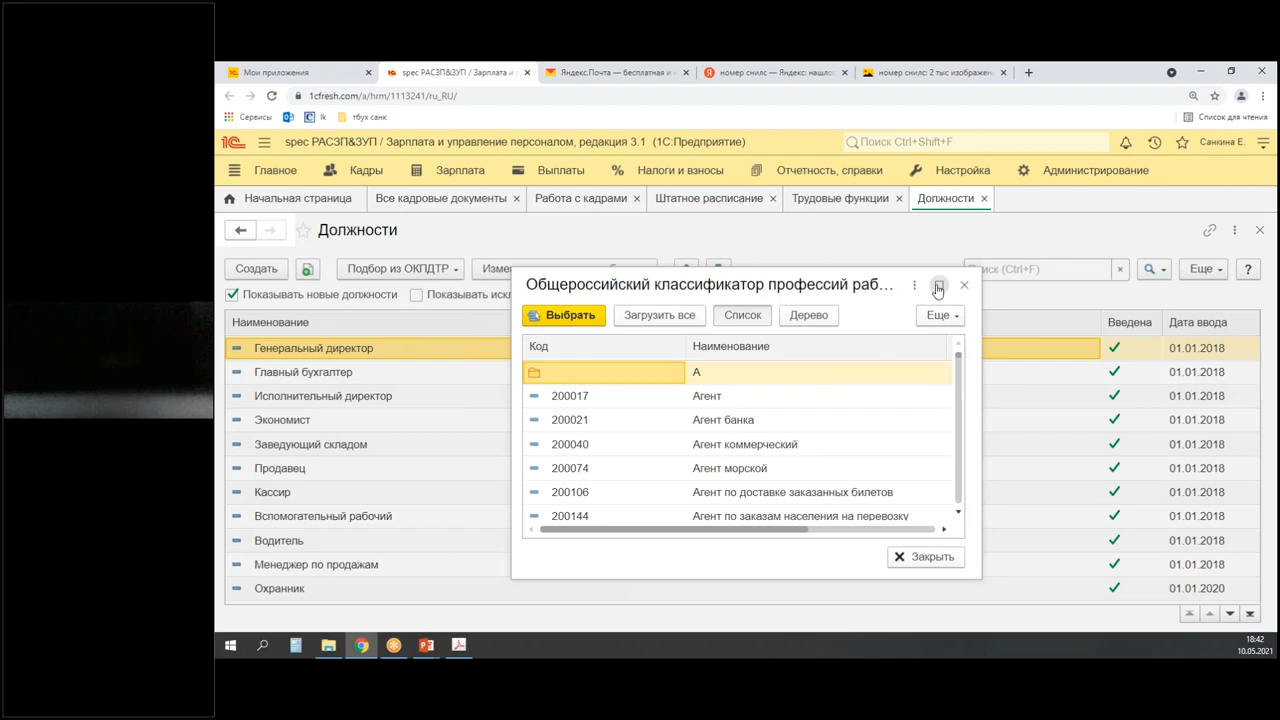 Мои приложения
spec РАСЗП&ЗУП / Зарплата и у
Яндекс.Почта — бесплатная и н
номер снилс — Яндекс: нашло
номер снилс: 2 тыс изображен
1cfresh.com/a/hrm/1113241/ru_RU/
Сервисы
lk
тбух санк
Список для чтения
spec РАСЗП&ЗУП / Зарплата и управление персоналом, редакция 3.1 (1С:Предприятие)
Поиск Ctrl+Shift+F
Санкина Е.
Главное
Кадры
Зарплата
Выплаты
Налоги и взносы
Отчетность, справки
Настройка
Администрирование
Начальная страница
Все кадровые документы
Работа с кадрами
Штатное расписание
Трудовые функции
Должности
Должности
Создать
Подбор из ОКПДТР
Измен
иск (Ctrl+F)
Еще
?
Показывать новые должности
Показывать искл
Наименование
Введена
Дата ввода
Генеральный директор
01.01.2018
Главный бухгалтер
01.01.2018
Исполнительный директор
01.01.2018
Экономист
01.01.2018
Заведующий складом
01.01.2018
Продавец
01.01.2018
Кассир
01.01.2018
Вспомогательный рабочий
01.01.2018
Водитель
01.01.2018
Менеджер по продажам
01.01.2018
Охранник
01.01.2020
Общероссийский классификатор профессий раб...
Выбрать
Загрузить все
Список
Дерево
Еще
Код
Наименование
А
200017
Агент
200021
Агент банка
200040
Агент коммерческий
200074
Агент морской
200106
Агент по доставке заказанных билетов
200144
Агент по заказам населения на перевозку
Закрыть
18:42
10.05.2021